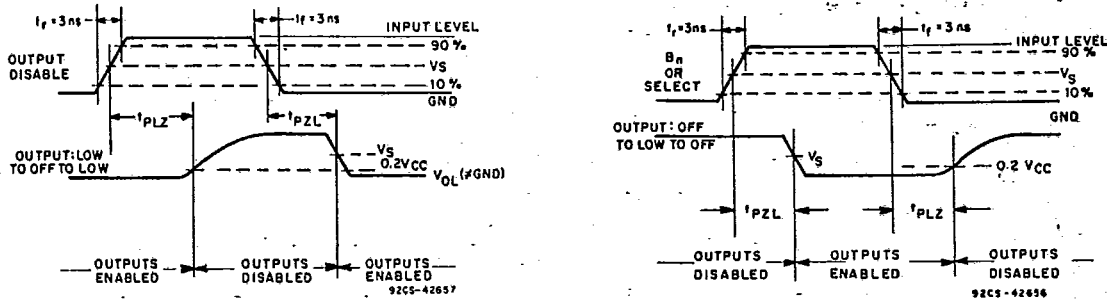 tr=3ns
tf=3ns
INPUT LEVEL
90%
OUTPUT
DISABLE
VS
10%
GND
tPLZ
tPZL
OUTPUT: LOW
TO OFF TO LOW
VS
0.2VCC
VOL (≠GND)
OUTPUTS
ENABLED
OUTPUTS
DISABLED
OUTPUTS
ENABLED
92CS-42657
tr=3ns
tf=3ns
INPUT LEVEL
90%
Bn
OR
SELECT
VS
10%
GND
OUTPUT: OFF
TO LOW TO OFF
VS
0.2 VCC
tPZL
tPLZ
OUTPUTS
DISABLED
OUTPUTS
ENABLED
OUTPUTS
DISABLED
92CS-42656